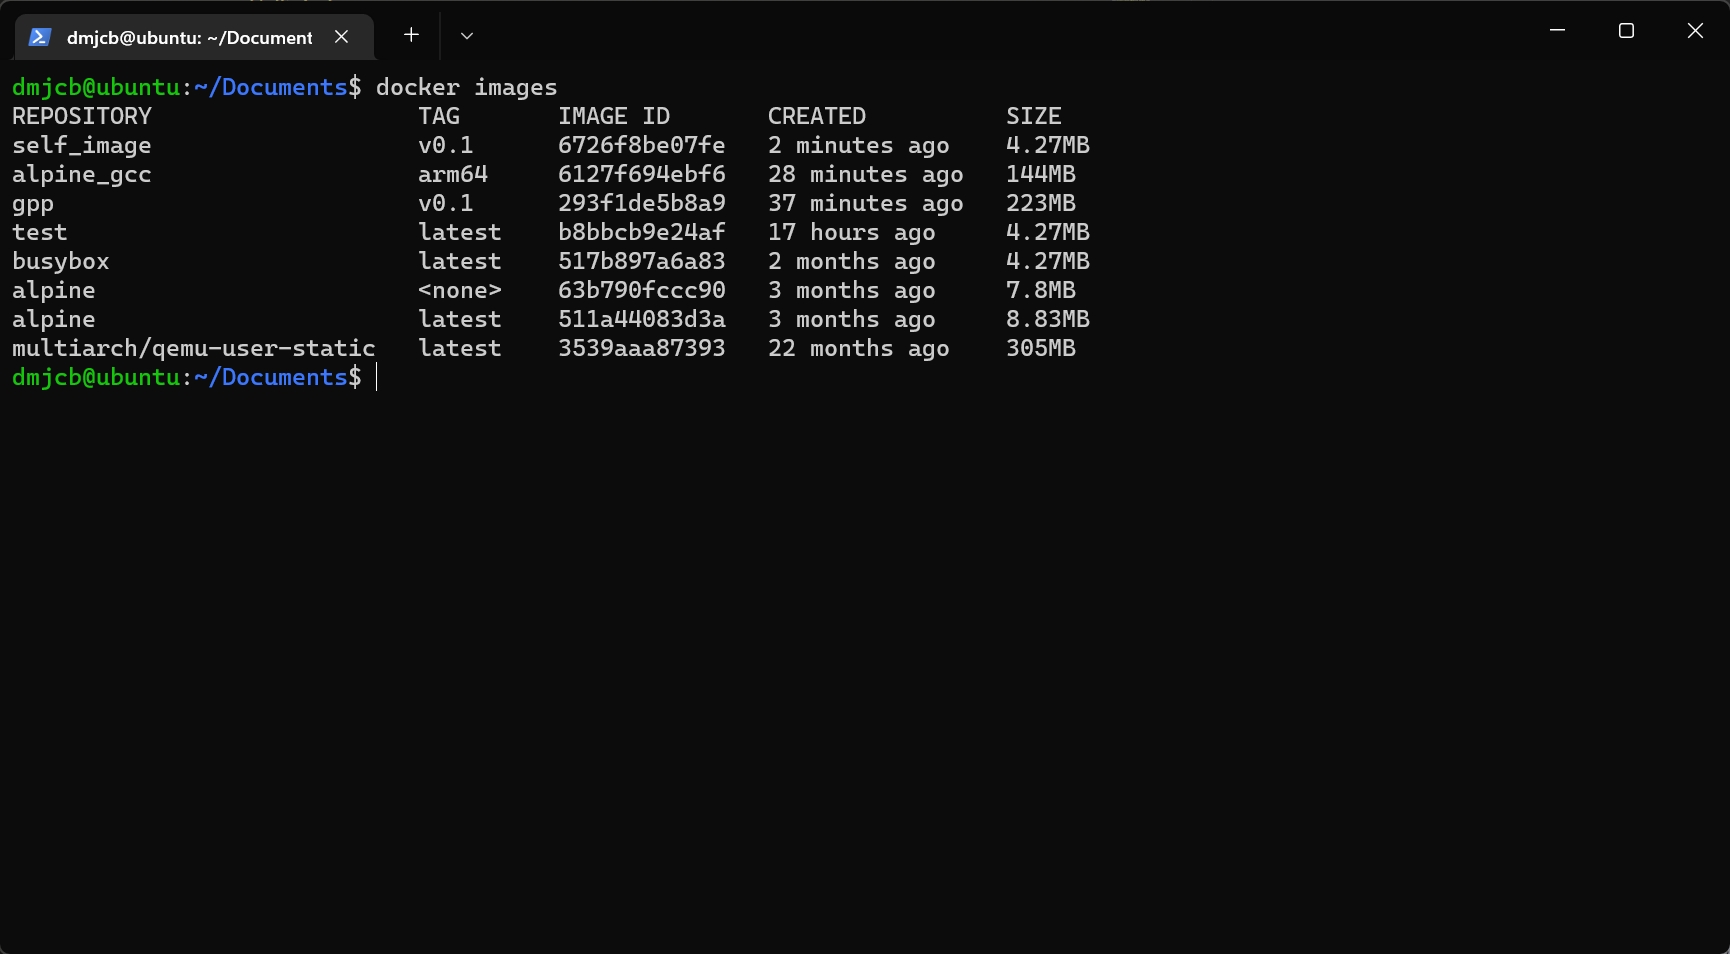 dmjcb@ubuntu: ~/Document
dmjcb@ubuntu:~/Documents$ docker images
REPOSITORY                   TAG       IMAGE ID       CREATED          SIZE
self_image                   v0.1      6726f8be07fe   2 minutes ago    4.27MB
alpine_gcc                   arm64     6127f694ebf6   28 minutes ago   144MB
gpp                          v0.1      293f1de5b8a9   37 minutes ago   223MB
test                         latest    b8bbcb9e24af   17 hours ago     4.27MB
busybox                      latest    517b897a6a83   2 months ago     4.27MB
alpine                       <none>    63b790fccc90   3 months ago     7.8MB
alpine                       latest    511a44083d3a   3 months ago     8.83MB
multiarch/qemu-user-static   latest    3539aaa87393   22 months ago    305MB
dmjcb@ubuntu:~/Documents$